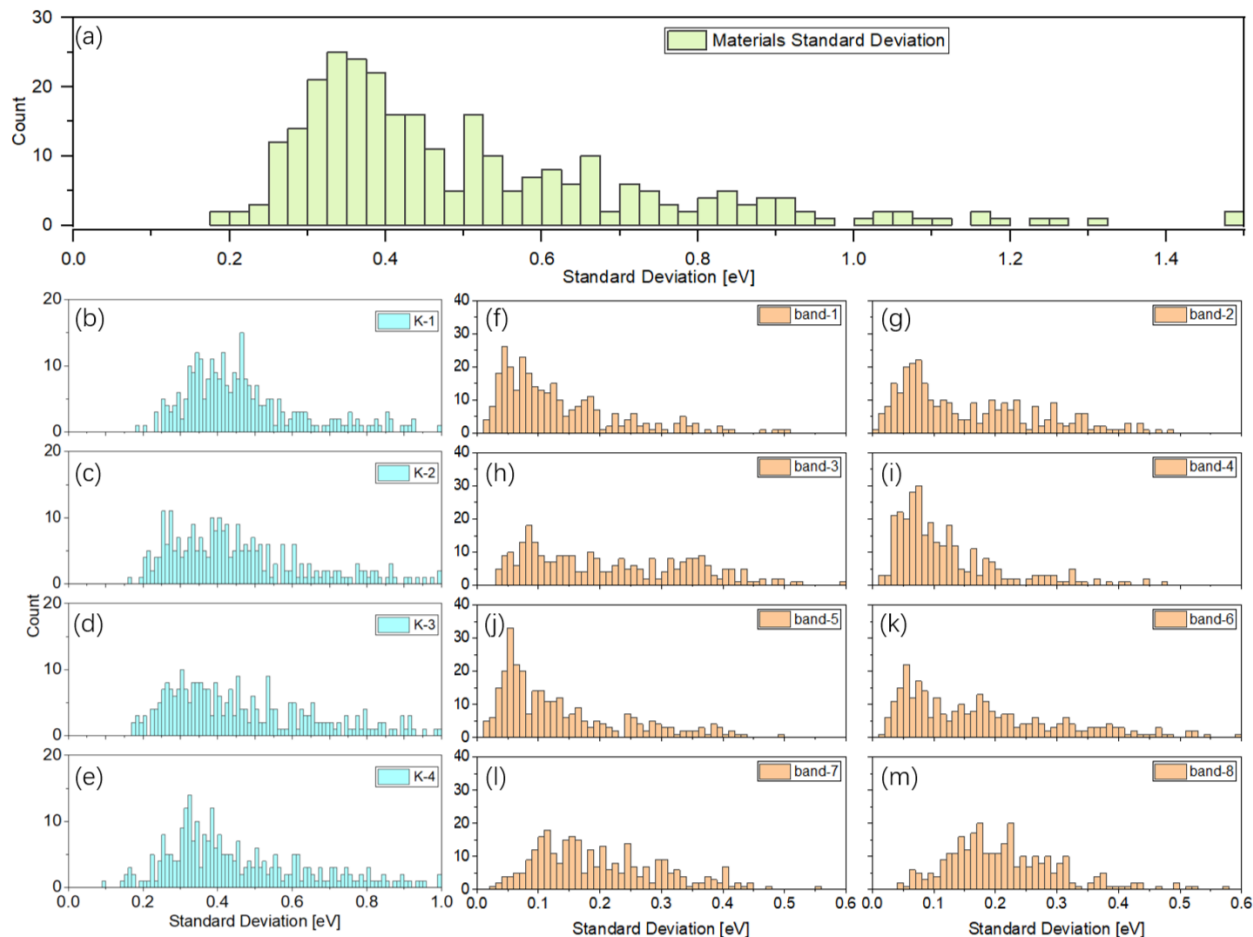 (a)
Materials Standard Deviation
30
20
10
0
Count
0.0 0.2 0.4 0.6 0.8 1.0 1.2 1.4
Standard Deviation [eV]
(b) K-1
20
10
0
(f) band-1
40
30
20
10
0
(g) band-2
(c) K-2
20
10
0
(h) band-3
40
30
20
10
0
(i) band-4
(d) K-3
20
10
0
Count
(j) band-5
40
30
20
10
0
(k) band-6
(e) K-4
20
10
0
(l) band-7
40
30
20
10
0
(m) band-8
0.0 0.2 0.4 0.6 0.8 1.0
0.0 0.1 0.2 0.3 0.4 0.5 0.6
0.0 0.1 0.2 0.3 0.4 0.5 0.6
Standard Deviation [eV]
Standard Deviation [eV]
Standard Deviation [eV]